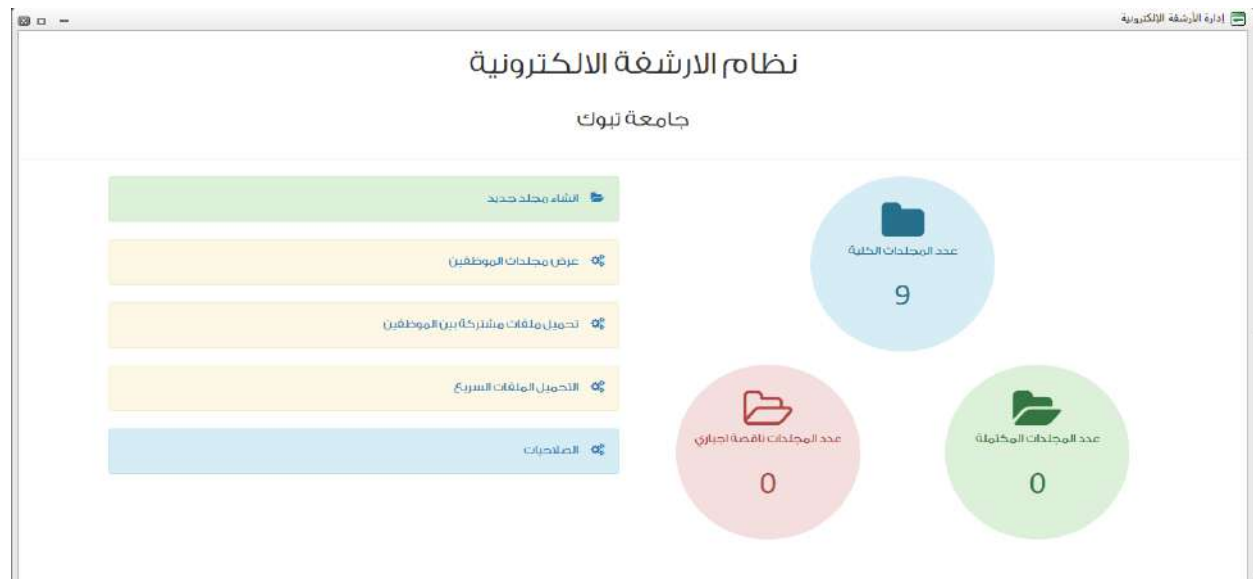 إدارة الأرشفة الإلكترونية
نظام الارشفة الالكترونية
جامعة تبوك
عدد المجلدات الكلية
9
عدد المجلدات المكتملة
0
عدد المجلدات ناقصة اجباري
0
انشاء مجلد جديد
عرض مجلدات الموظفين
تحميل ملفات مشتركة بين الموظفين
التحميل الملفات السريع
الصلاحيات